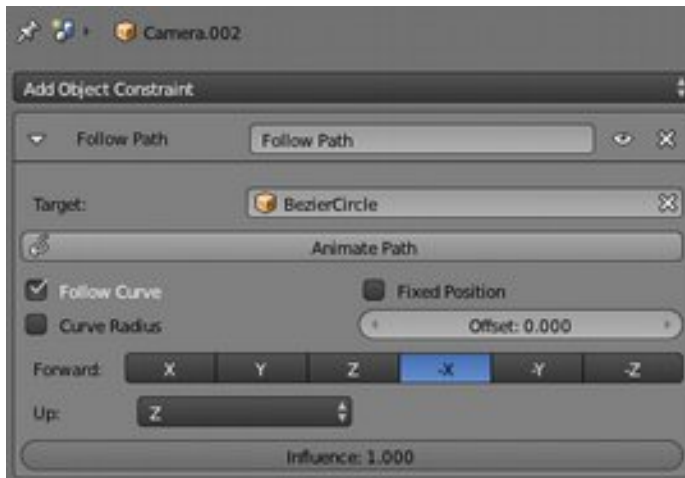 Camera.002
Add Object Constraint
Follow Path Follow Path
Target: BezierCircle
Animate Path
Follow Curve Fixed Position
Curve Radius Offset: 0.000
Forward: X Y Z -X -Y -Z
Up: Z
Influence: 1.000